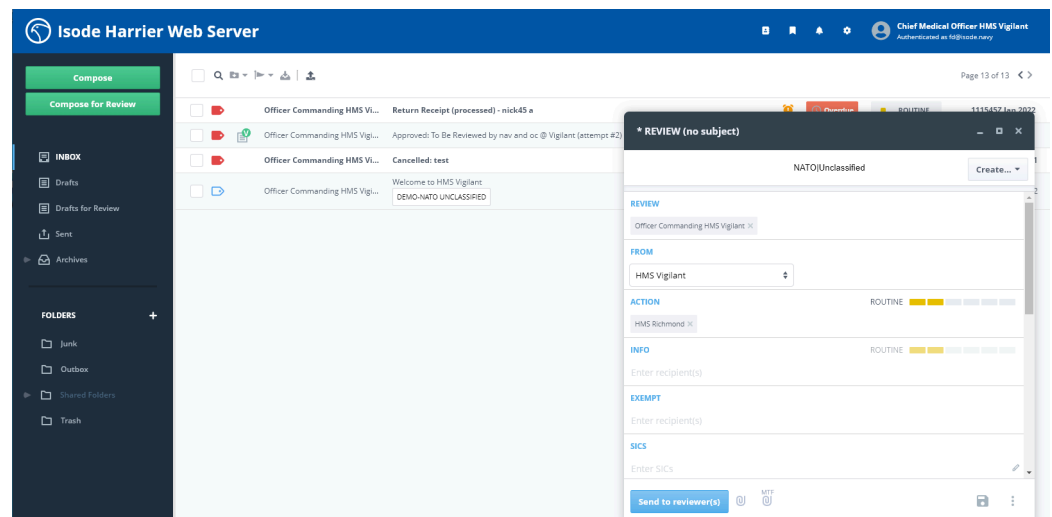 Isode Harrier Web Server
Chief Medical Officer HMS Vigilant
Authenticated as fd@isode.navy
Compose
Compose for Review
INBOX
Drafts
Drafts for Review
Sent
Archives
FOLDERS +
Junk
Outbox
Shared Folders
Trash
Page 13 of 13
Officer Commanding HMS Vi... Return Receipt (processed) - nick45 a Overdue ROUTINE 111545Z Jan 2022
Officer Commanding HMS Vigi... Approved: To Be Reviewed by nav and oc @ Vigilant (attempt #2)
Officer Commanding HMS Vi... Cancelled: test
Officer Commanding HMS Vigi... Welcome to HMS Vigilant
DEMO-NATO UNCLASSIFIED
* REVIEW (no subject)
NATO|Unclassified
Create...
REVIEW
Officer Commanding HMS Vigilant ×
FROM
HMS Vigilant
ACTION ROUTINE
HMS Richmond ×
INFO ROUTINE
Enter recipient(s)
EXEMPT
Enter recipient(s)
SICS
Enter SICs
Send to reviewer(s)
MTF